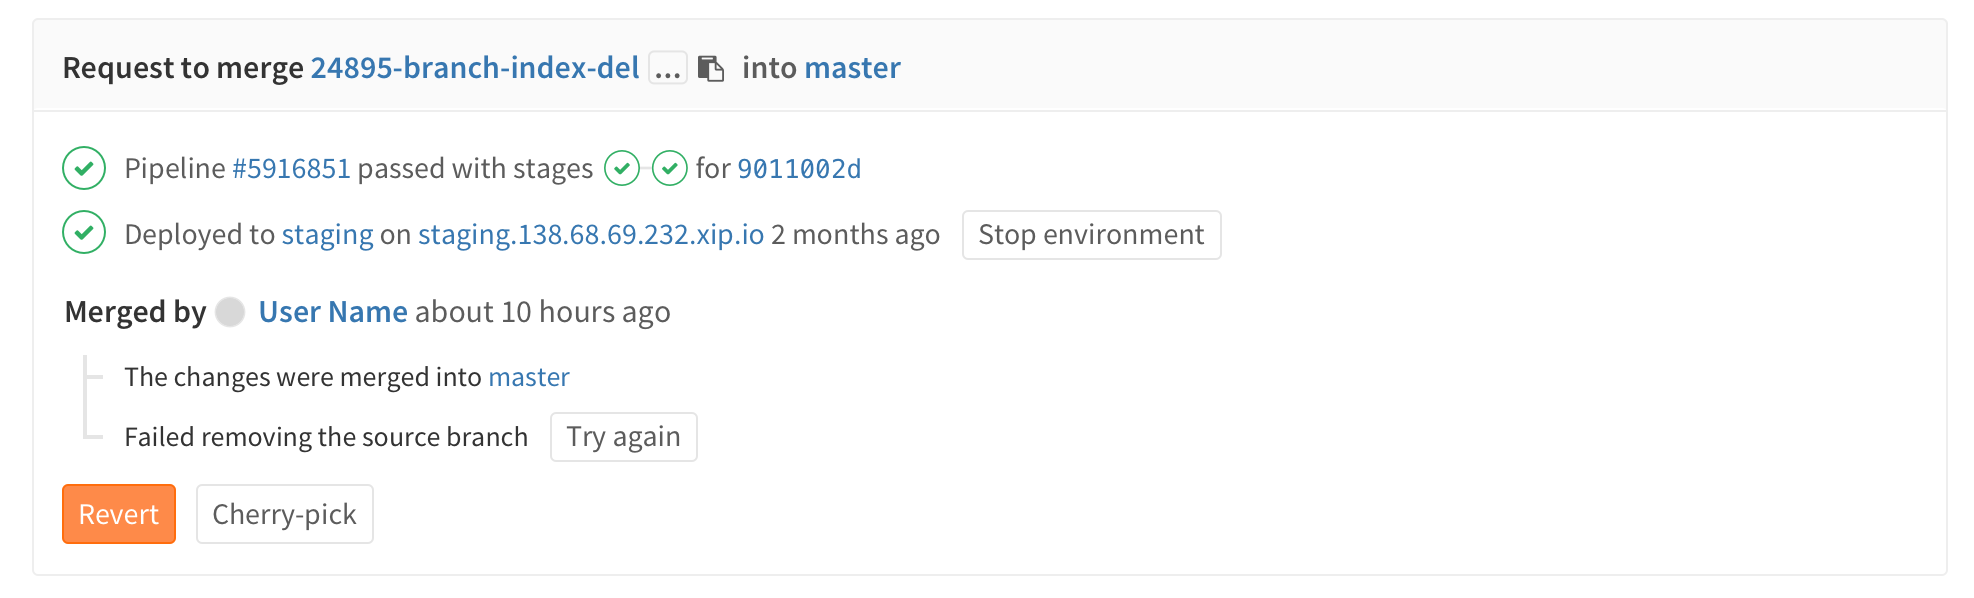 Request to merge 24895-branch-index-del ... into master
Pipeline #5916851 passed with stages for 9011002d
Deployed to staging on staging.138.68.69.232.xip.io 2 months ago Stop environment
Merged by User Name about 10 hours ago
The changes were merged into master
Failed removing the source branch Try again
Revert Cherry-pick